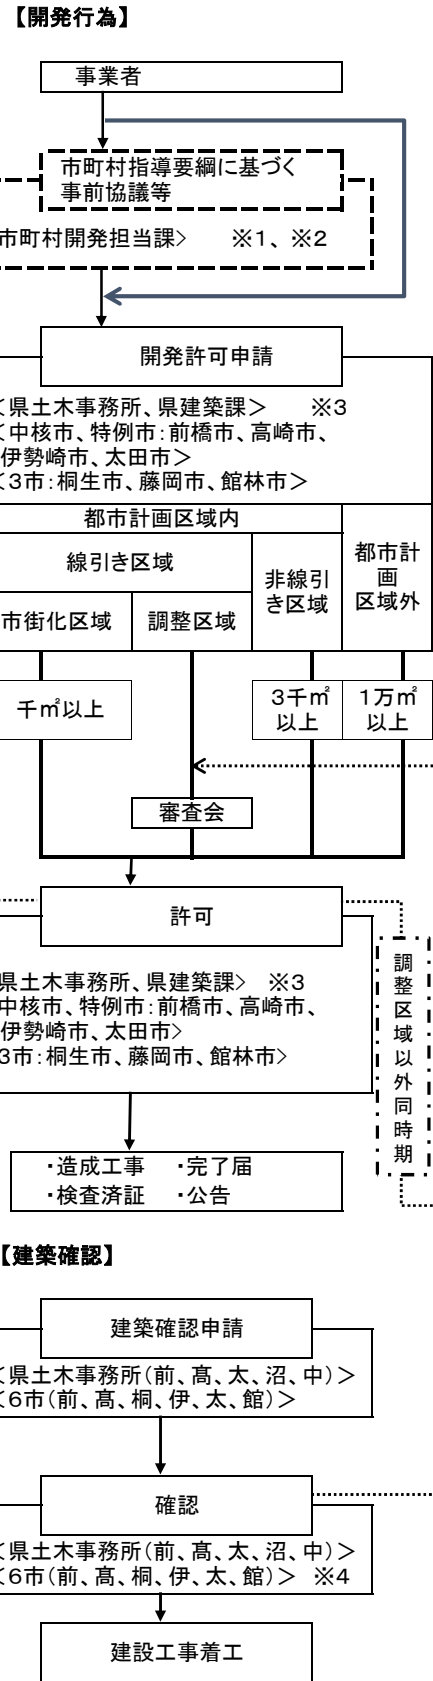 【開発行為】
事業者
市町村指導要綱に基づく
事前協議等
市町村開発担当課>　※1、※2
開発許可申請
<県土木事務所、県建築課>　※3
<中核市、特例市:前橋市、高崎市、
伊勢崎市、太田市>
<3市:桐生市、藤岡市、館林市>
都市計画区域内
線引き区域
非線引
き区域
都市計
画
区域外
市街化区域
調整区域
千㎡以上
3千㎡
以上
1万㎡
以上
審査会
許可
県土木事務所、県建築課>　※3
中核市、特例市:前橋市、高崎市、
伊勢崎市、太田市>
3市:桐生市、藤岡市、館林市>
調整区域以外同時期
・造成工事　・完了届
・検査済証　・公告
【建築確認】
建築確認申請
<県土木事務所(前、髙、太、沼、中)>
<6市(前、髙、桐、伊、太、館)>
確認
<県土木事務所(前、髙、太、沼、中)>
<6市(前、髙、桐、伊、太、館)>　※4
建設工事着工